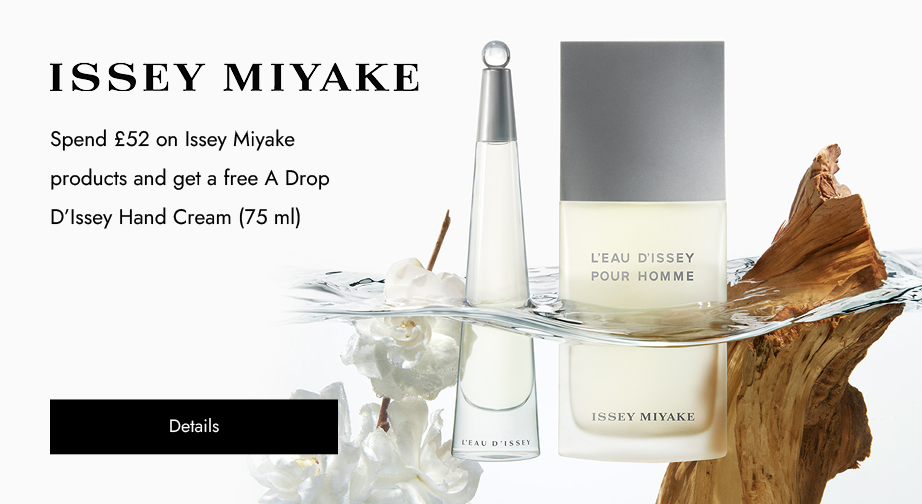 ISSEY MIYAKE
Spend £52 on Issey Miyake
products and get a free A Drop
D’Issey Hand Cream (75 ml)
Details
L'EAU D'ISSEY
POUR HOMME
ISSEY MIYAKE
L'EAU D'ISSEY